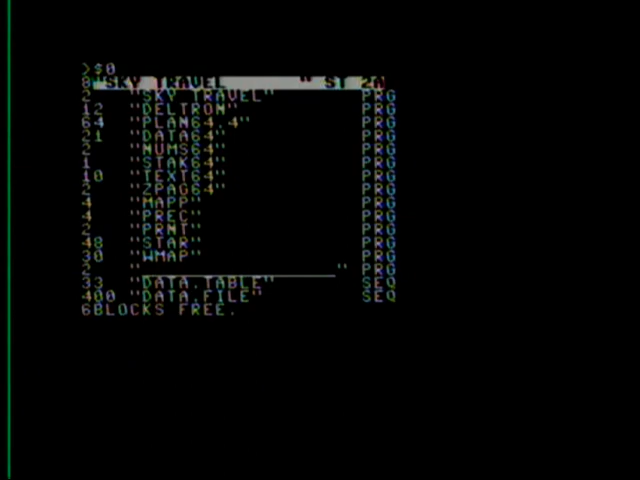 >$0
0 "SKY TRAVEL      " ST 2A
2 "SKY TRAVEL" PRG
12 "DELTRON" PRG
64 "PLAN64.4" PRG
21 "DATA64" PRG
2 "NUMS64" PRG
1 "STAK64" PRG
10 "TEXT64" PRG
2 "ZPAG64" PRG
4 "MAPP" PRG
4 "PREC" PRG
2 "PRNT" PRG
48 "STAR" PRG
30 "WMAP" PRG
2 "________________" PRG
33 "DATA.TABLE" SEQ
400 "DATA.FILE" SEQ
6BLOCKS FREE.